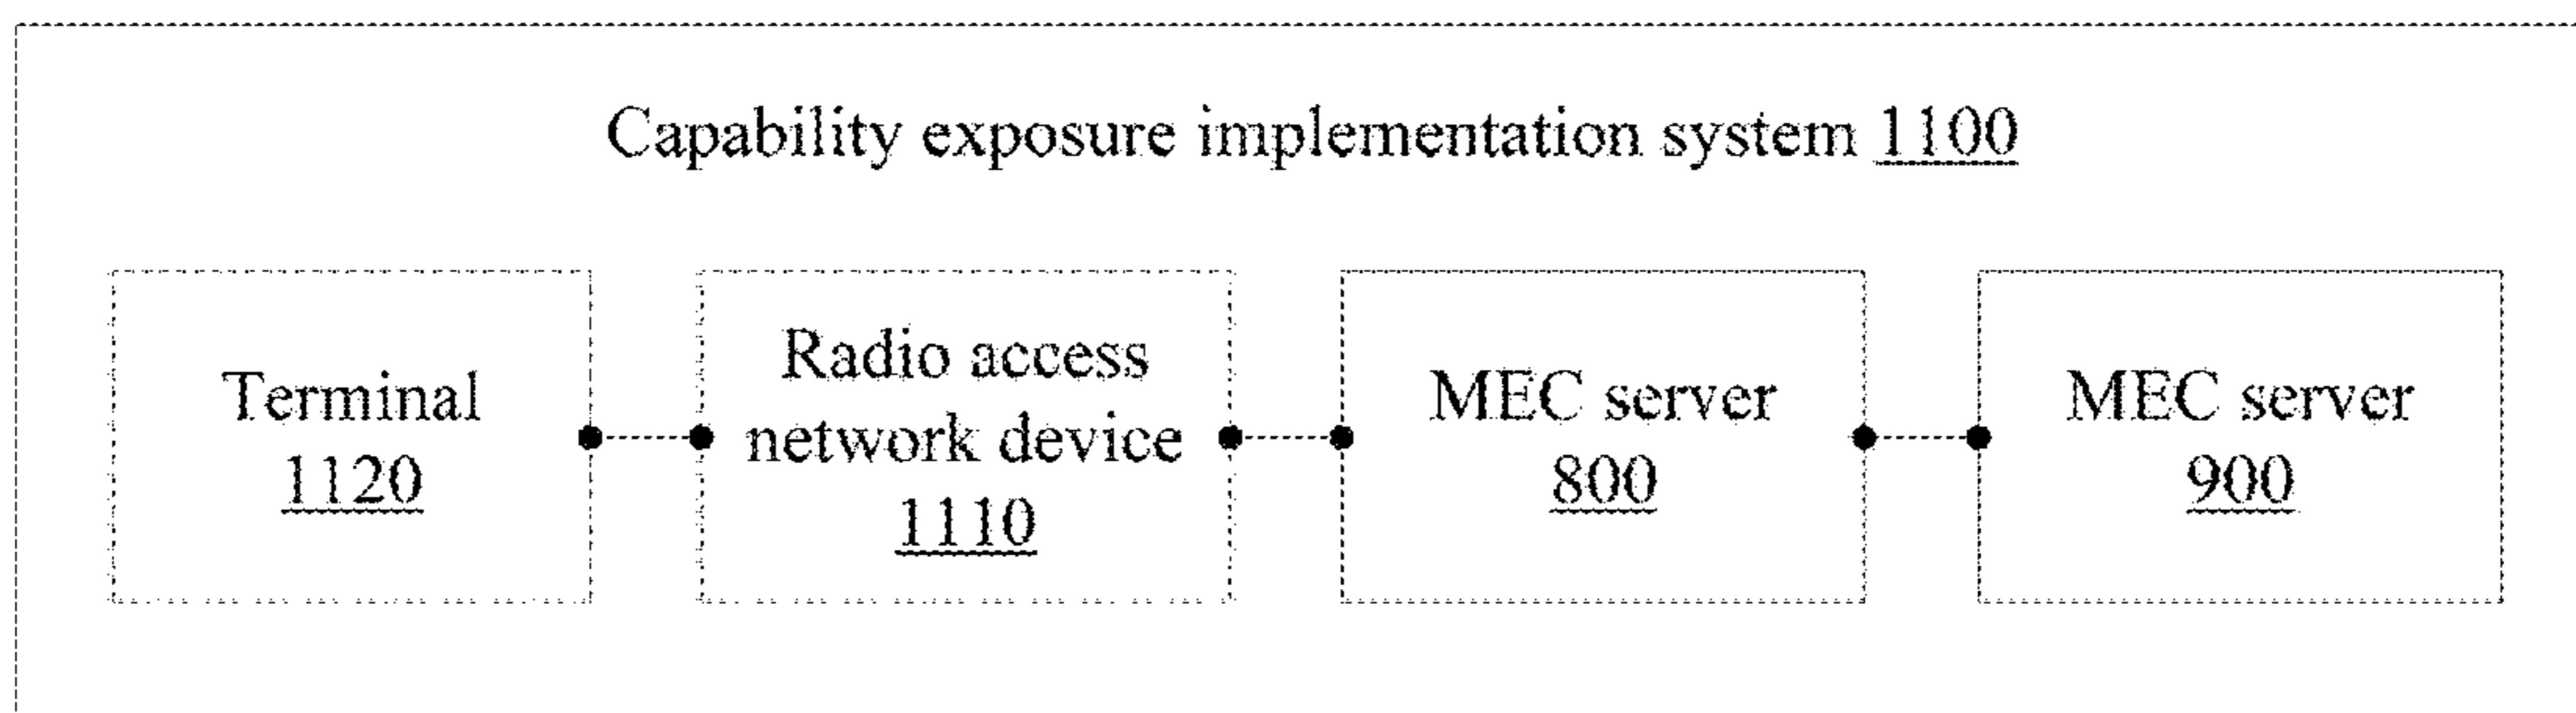 Capability exposure implementation system 1100
Terminal
1120
Radio access
network device
1110
MEC server
800
MEC server
900